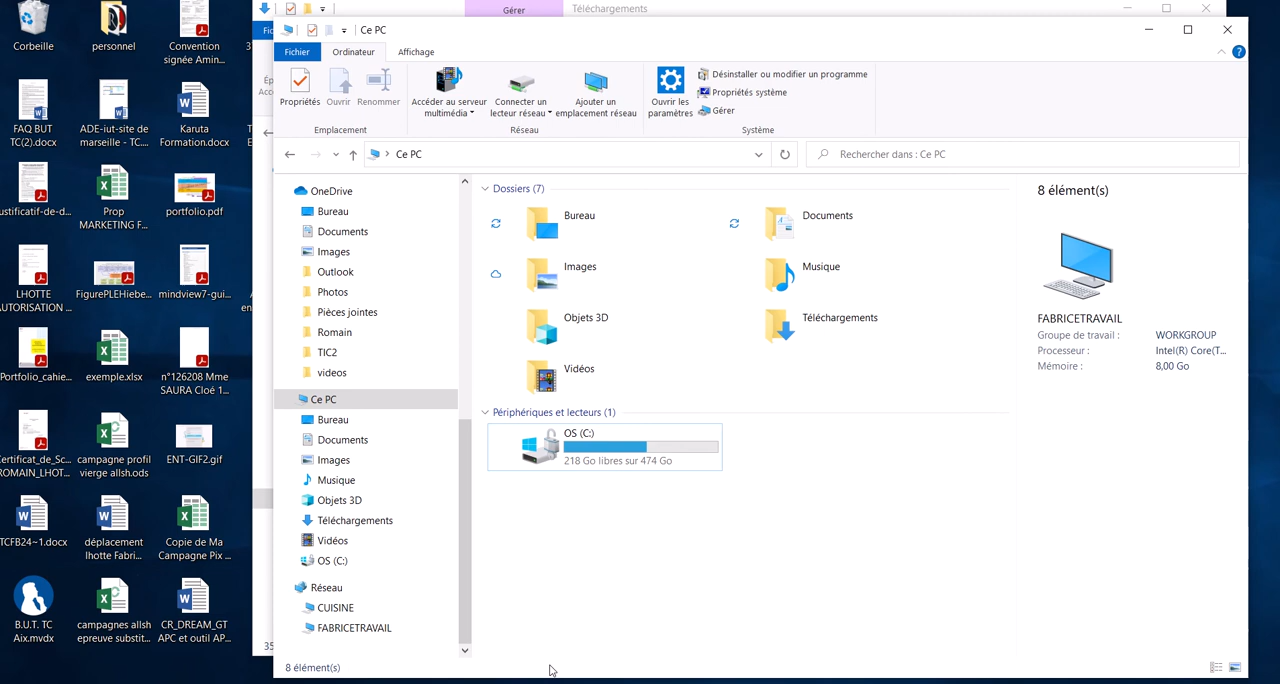 Gérer
Téléchargements
Ce PC
Fichier
Ordinateur
Affichage
Propriétés
Ouvrir
Renommer
Accéder au serveur
multimédia
Connecter un
lecteur réseau
Ajouter un
emplacement réseau
Ouvrir les
paramètres
Désinstaller ou modifier un programme
Propriétés système
Gérer
Emplacement
Réseau
Système
Ce PC
Rechercher dans : Ce PC
OneDrive
Bureau
Documents
Images
Outlook
Photos
Pièces jointes
Romain
TIC2
videos
Ce PC
Bureau
Documents
Images
Musique
Objets 3D
Téléchargements
Vidéos
OS (C:)
Réseau
CUISINE
FABRICETRAVAIL
Dossiers (7)
Bureau
Documents
Images
Musique
Objets 3D
Téléchargements
Vidéos
Périphériques et lecteurs (1)
OS (C:)
218 Go libres sur 474 Go
8 élément(s)
FABRICETRAVAIL
Groupe de travail : WORKGROUP
Processeur : Intel(R) Core(T...
Mémoire : 8,00 Go
8 élément(s)
Corbeille
personnel
Convention
signée Amin...
FAQ BUT
TC(2).docx
ADE-iut-site de
marseille - TC....
Karuta
Formation.docx
ustificatif-de-d...
Prop
MARKETING F...
portfolio.pdf
LHOTTE
AUTORISATION ...
FigurePLEHiebe...
mindview7-gui...
Portfolio_cahie...
exemple.xlsx
n°126208 Mme
SAURA Cloé 1...
Certificat_de_Sc...
ROMAIN_LHOT...
campagne profil
vierge allsh.ods
ENT-GIF2.gif
TCFB24~1.docx
déplacement
lhotte Fabri...
Copie de Ma
Campagne Pix ...
B.U.T. TC
Aix.mvdx
campagnes allsh
epreuve substit...
CR_DREAM_GT
APC et outil AP...